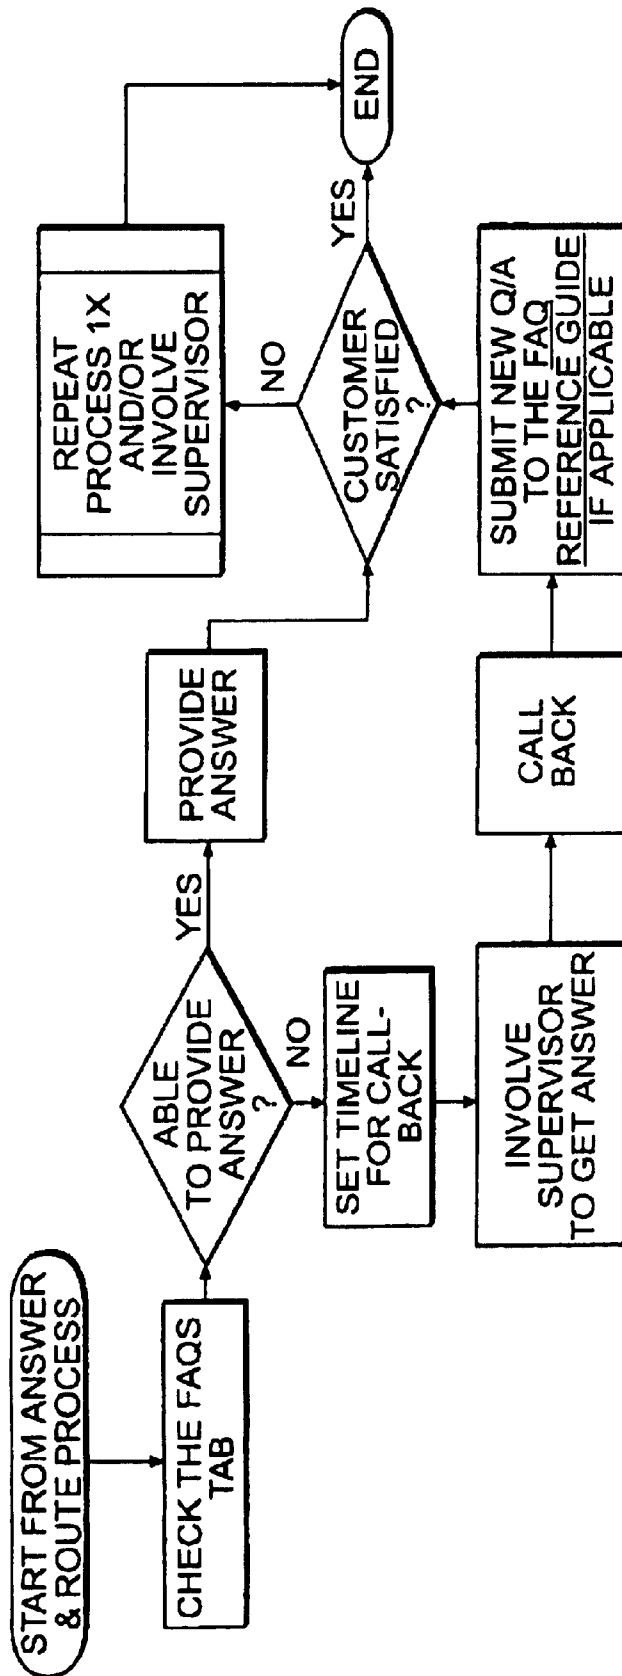 START FROM ANSWER
& ROUTE PROCESS
CHECK THE FAQS
TAB
ABLE
TO PROVIDE
ANSWER
?
YES
NO
PROVIDE
ANSWER
SET TIMELINE
FOR CALL-
BACK
INVOLVE
SUPERVISOR
TO GET ANSWER
CALL
BACK
SUBMIT NEW Q/A
TO THE FAQ
REFERENCE GUIDE
IF APPLICABLE
CUSTOMER
SATISFIED
?
NO
YES
REPEAT
PROCESS 1X
AND/OR
INVOLVE
SUPERVISOR
END